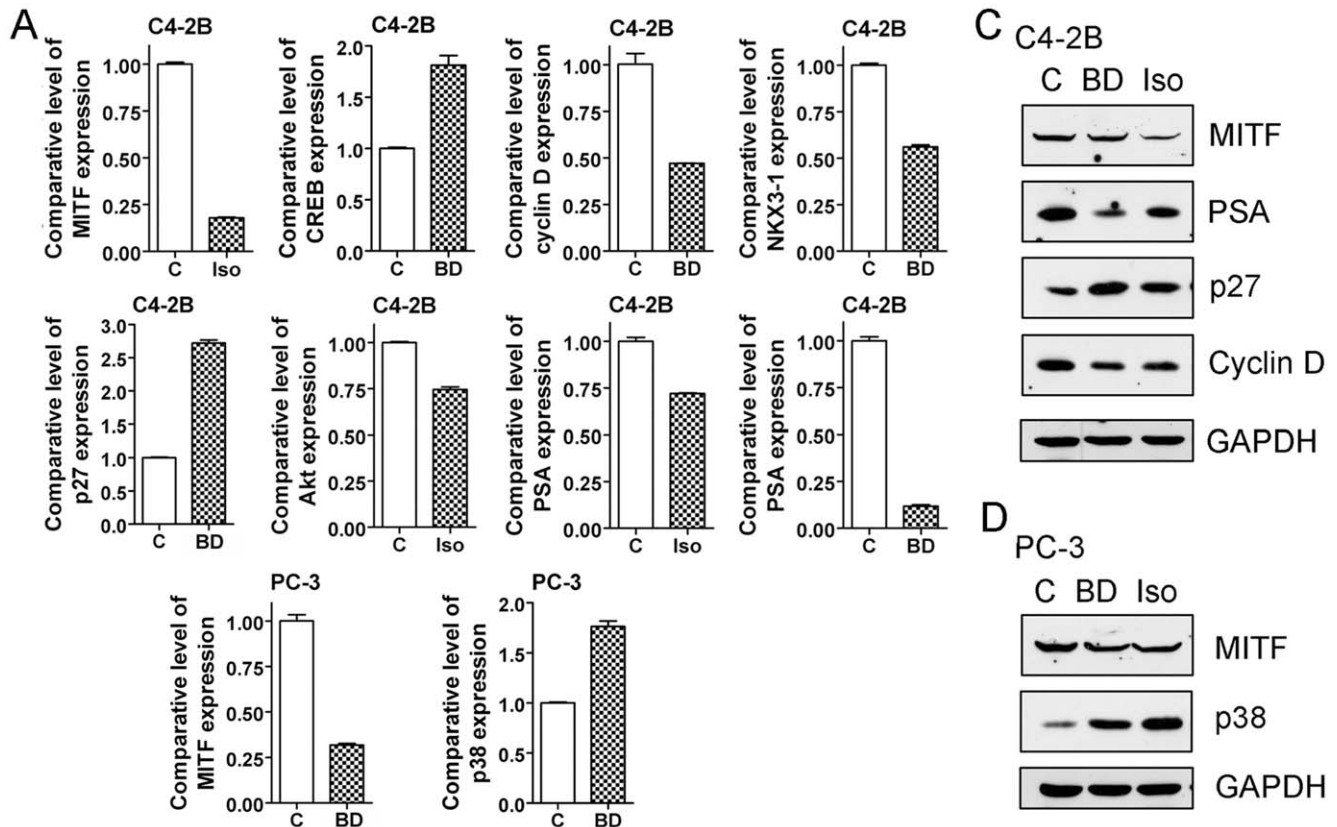 A
C4-2B
Comparative level of
MITF expression
1.00
0.75
0.50
0.25
0.00
C Iso
C4-2B
Comparative level of
CREB expression
2.0
1.5
1.0
0.5
0.0
C BD
C4-2B
Comparative level of
cyclin D expression
1.00
0.75
0.50
0.25
0.00
C BD
C4-2B
Comparative level of
NKX3-1 expression
1.00
0.75
0.50
0.25
0.00
C BD
C4-2B
Comparative level of
p27 expression
3.0
2.5
2.0
1.5
1.0
0.5
0.0
C BD
C4-2B
Comparative level of
Akt expression
1.00
0.75
0.50
0.25
0.00
C Iso
C4-2B
Comparative level of
PSA expression
1.00
0.75
0.50
0.25
0.00
C Iso
C4-2B
Comparative level of
PSA expression
1.00
0.75
0.50
0.25
0.00
C BD
PC-3
Comparative level of
MITF expression
1.00
0.75
0.50
0.25
0.00
C BD
PC-3
Comparative level of
p38 expression
2.0
1.5
1.0
0.5
0.0
C BD
C
C4-2B
C BD Iso
MITF
PSA
p27
Cyclin D
GAPDH
D
PC-3
C BD Iso
MITF
p38
GAPDH